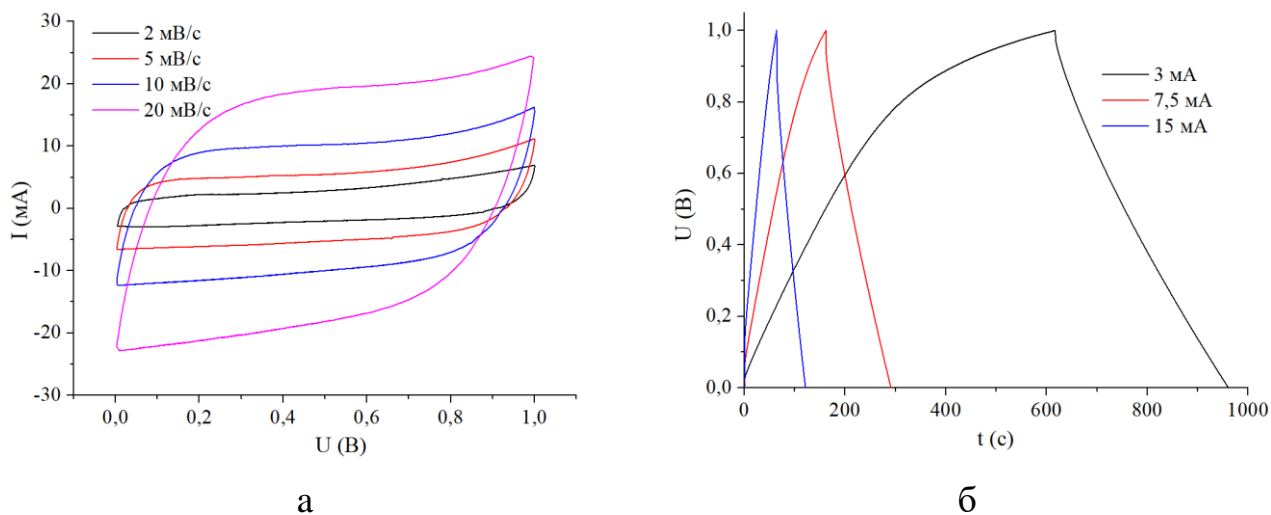 I (мА)
30
20
10
0
-10
-20
-30
2 мВ/с
5 мВ/с
10 мВ/с
20 мВ/с
0,0 0,2 0,4 0,6 0,8 1,0
U (В)
а
U (В)
1,0
0,8
0,6
0,4
0,2
0,0
3 мА
7,5 мА
15 мА
0 200 400 600 800 1000
t (с)
б